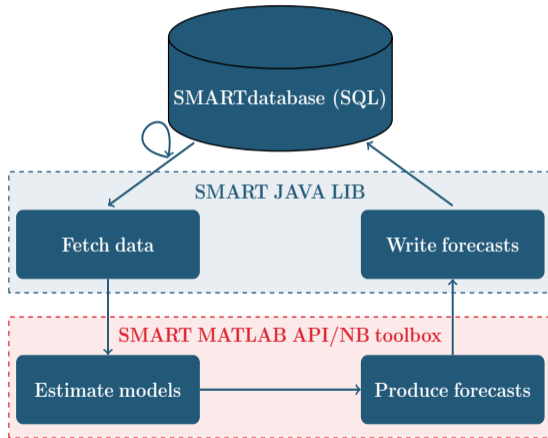 SMARTdatabase (SQL)
SMART JAVA LIB
Fetch data
Write forecasts
SMART MATLAB API/NB toolbox
Estimate models
Produce forecasts